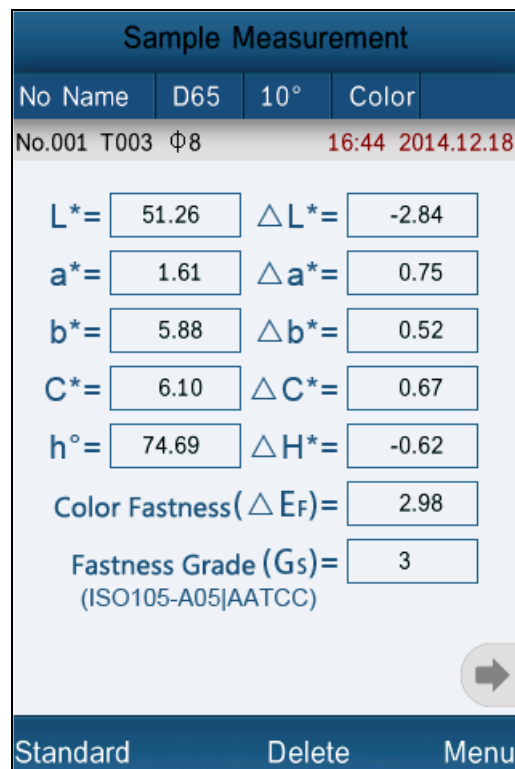 Sample Measurement
No Name D65 10° Color
No.001 T003 Φ8 16:44 2014.12.18
L*= 51.26 △L*= -2.84
a*= 1.61 △a*= 0.75
b*= 5.88 △b*= 0.52
C*= 6.10 △C*= 0.67
h°= 74.69 △H*= -0.62
Color Fastness(△EF)= 2.98
Fastness Grade (Gs)= 3
(ISO105-A05|AATCC)
Standard Delete Menu